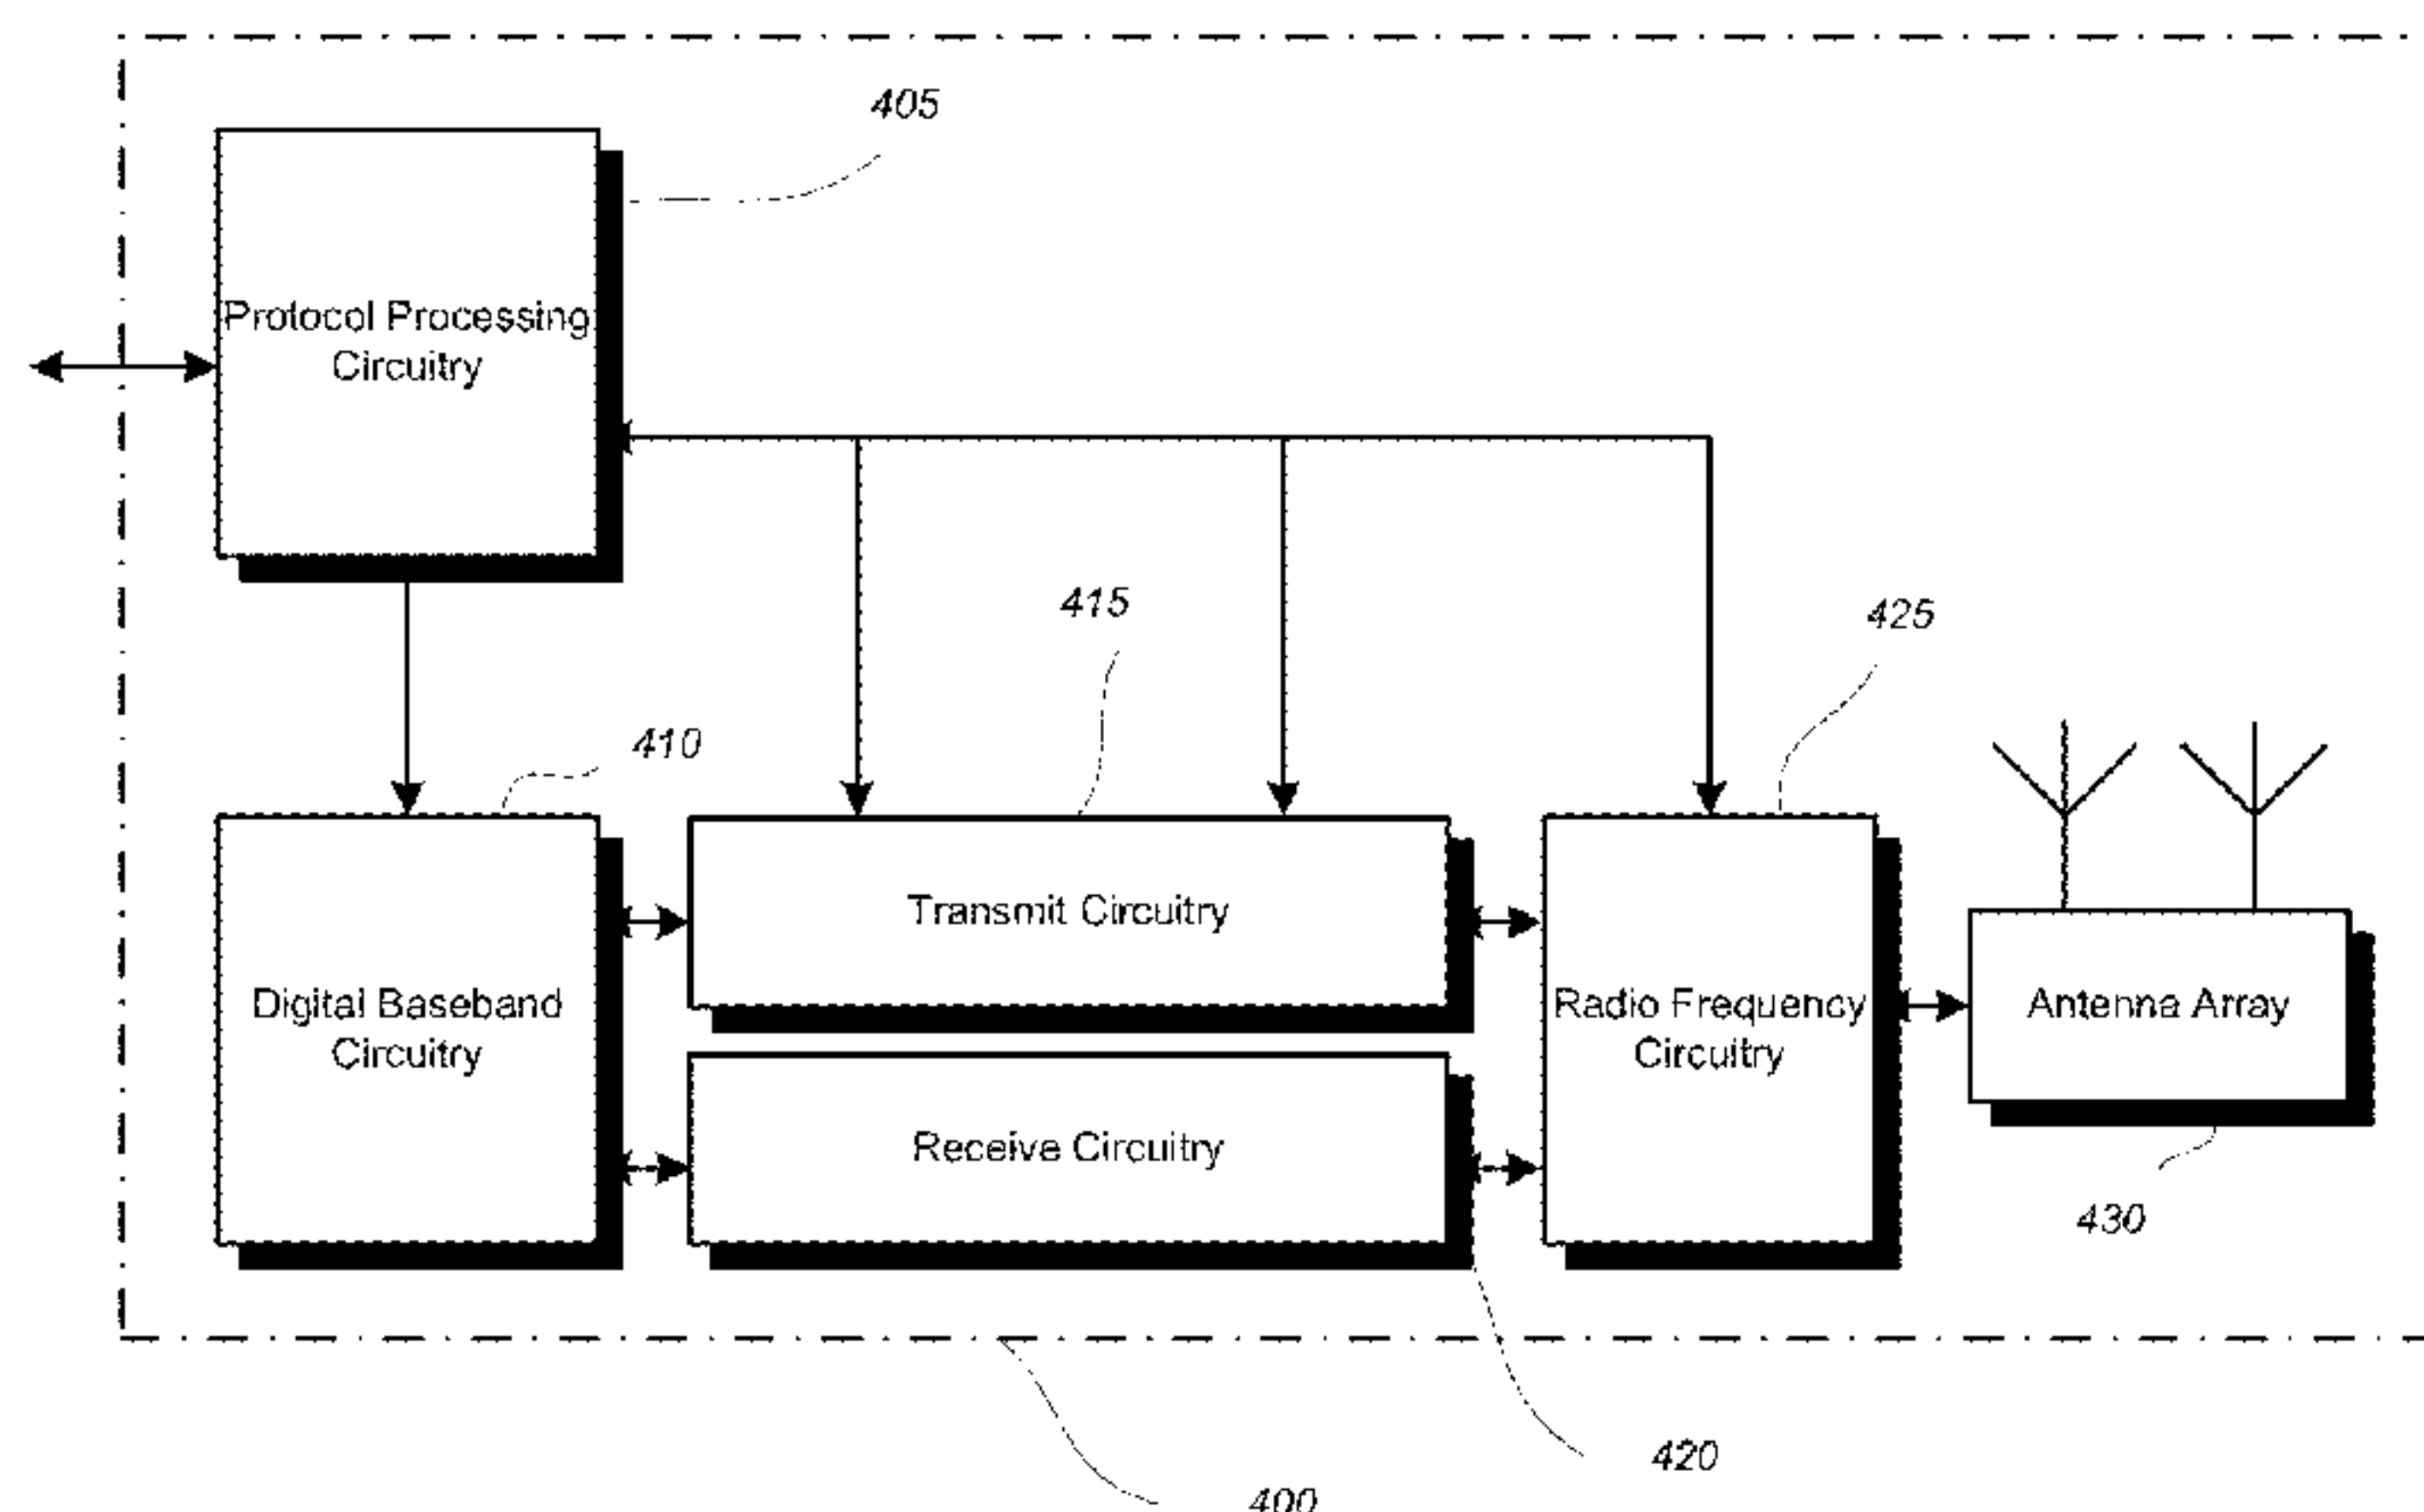 405
Protocol Processing
Circuitry
415
425
410
Transmit Circuitry
Digital Baseband
Circuitry
Radio Frequency
Circuitry
Antenna Array
Receive Circuitry
430
420
400